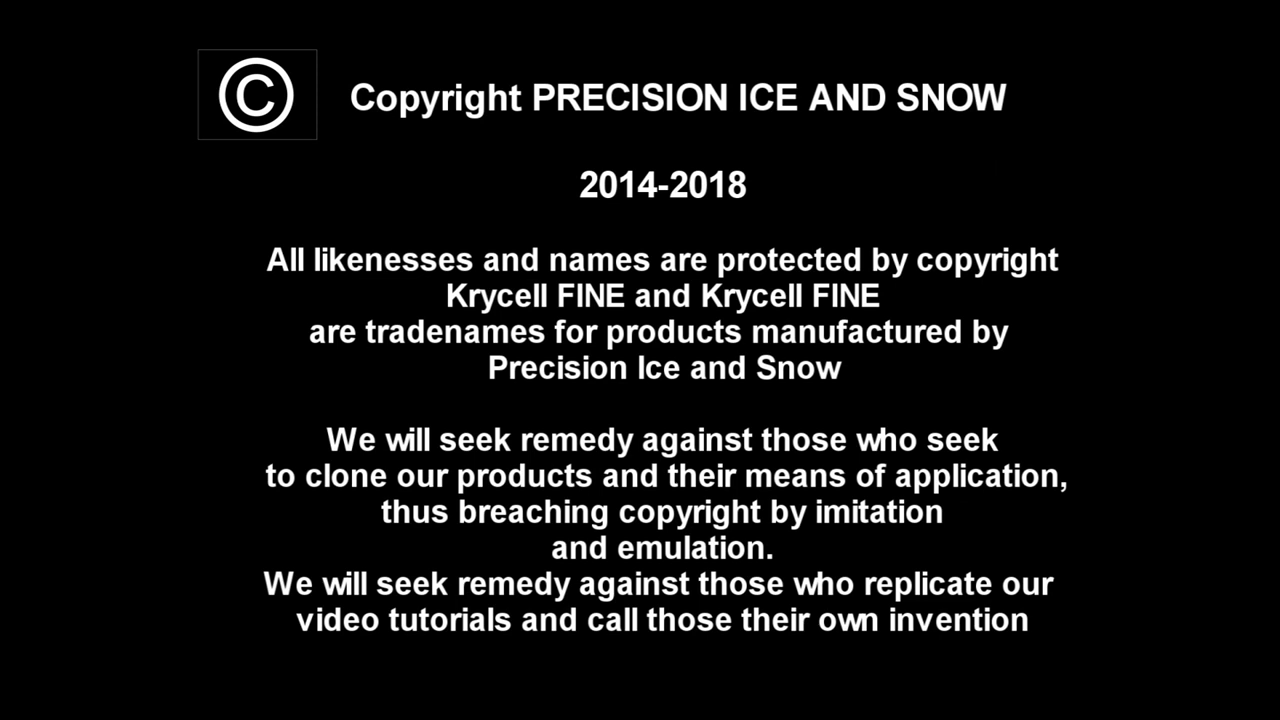 © Copyright PRECISION ICE AND SNOW
2014-2018
All likenesses and names are protected by copyright
Krycell FINE and Krycell FINE
are tradenames for products manufactured by
Precision Ice and Snow
We will seek remedy against those who seek
to clone our products and their means of application,
thus breaching copyright by imitation
and emulation.
We will seek remedy against those who replicate our
video tutorials and call those their own invention